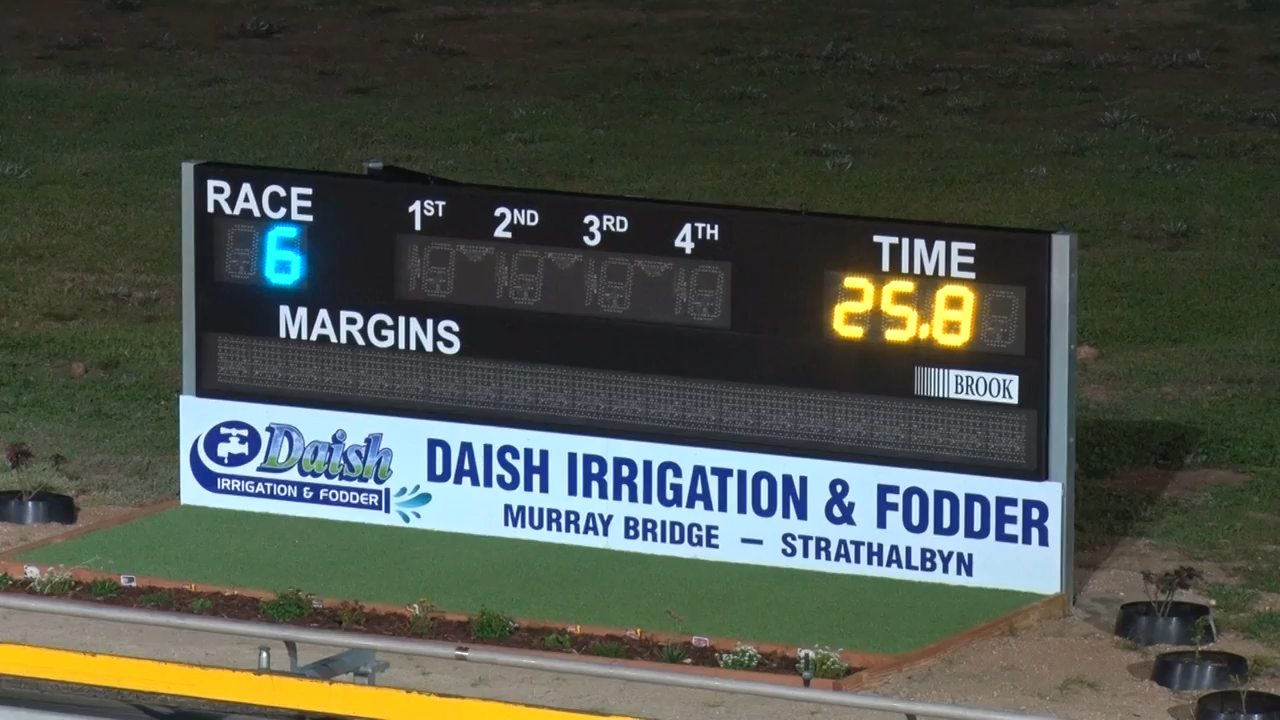 RACE 1ST 2ND 3RD 4TH TIME
6 25.8
MARGINS
BROOK
Daish
IRRIGATION & FODDER
DAISH IRRIGATION & FODDER
MURRAY BRIDGE – STRATHALBYN